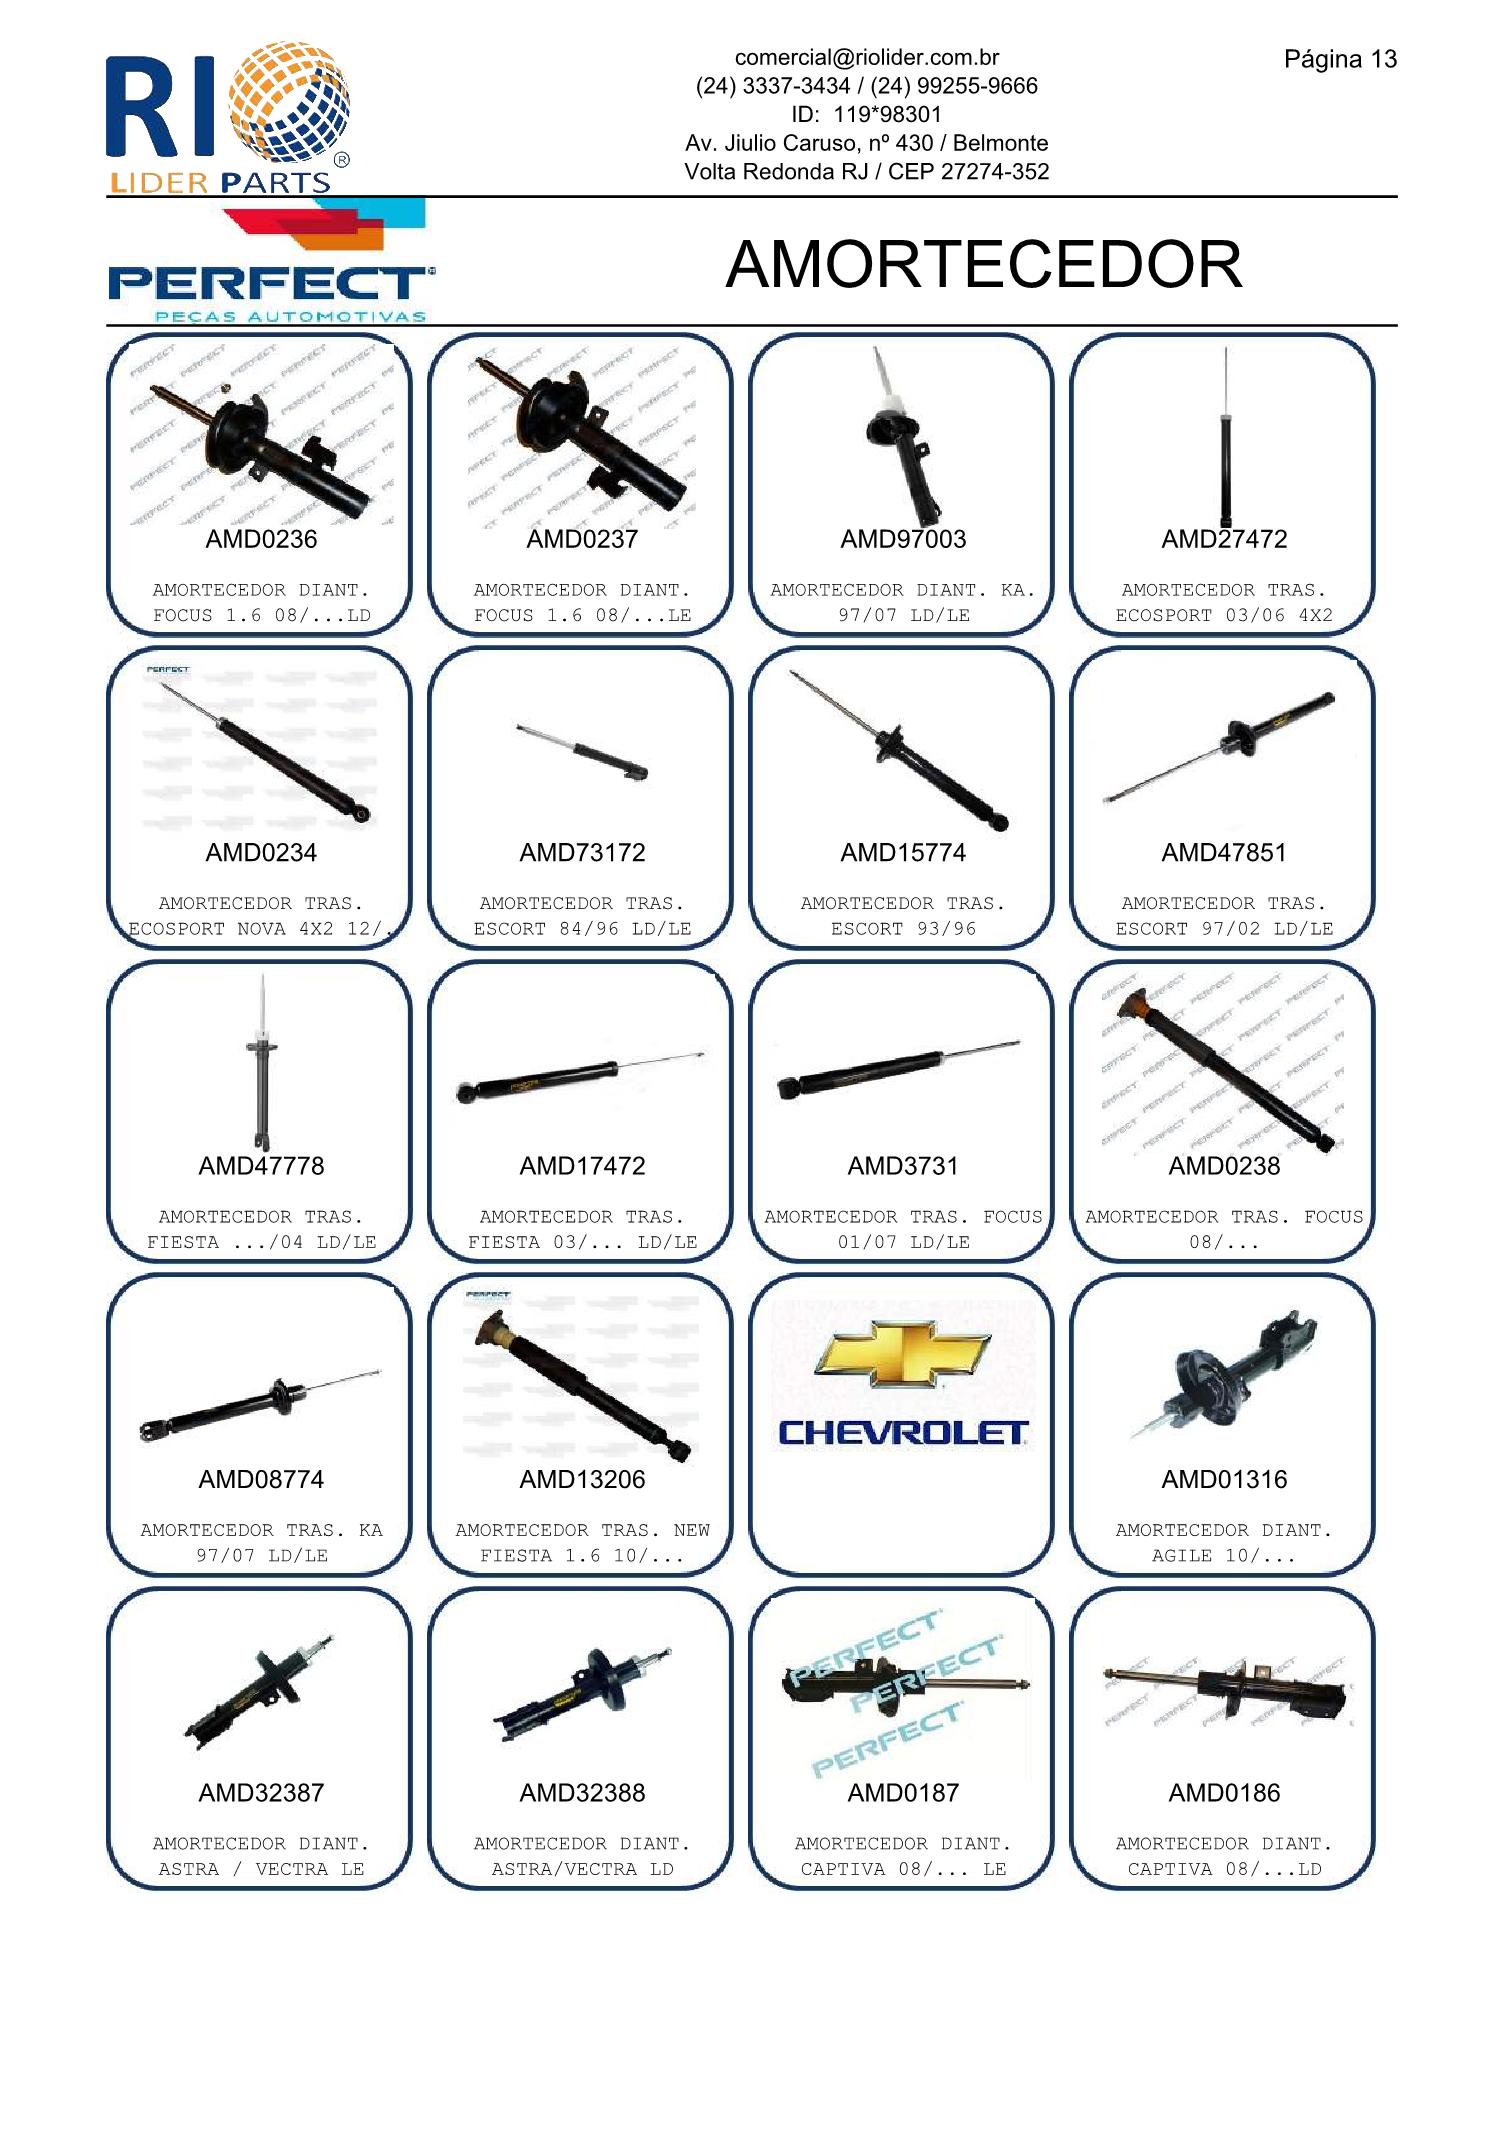 RIO
LIDER PARTS
®
comercial@riolider.com.br
(24) 3337-3434 / (24) 99255-9666
ID: 119*98301
Av. Jiulio Caruso, nº 430 / Belmonte
Volta Redonda RJ / CEP 27274-352
Página 13
PERFECT
PEÇAS AUTOMOTIVAS
AMORTECEDOR
AMD0236
AMORTECEDOR DIANT.
FOCUS 1.6 08/...LD
AMD0237
AMORTECEDOR DIANT.
FOCUS 1.6 08/...LE
AMD97003
AMORTECEDOR DIANT. KA.
97/07 LD/LE
AMD27472
AMORTECEDOR TRAS.
ECOSPORT 03/06 4X2
PERFECT
AMD0234
AMORTECEDOR TRAS.
ECOSPORT NOVA 4X2 12/.
AMD73172
AMORTECEDOR TRAS.
ESCORT 84/96 LD/LE
AMD15774
AMORTECEDOR TRAS.
ESCORT 93/96
AMD47851
AMORTECEDOR TRAS.
ESCORT 97/02 LD/LE
AMD47778
AMORTECEDOR TRAS.
FIESTA .../04 LD/LE
AMD17472
AMORTECEDOR TRAS.
FIESTA 03/... LD/LE
AMD3731
AMORTECEDOR TRAS. FOCUS
01/07 LD/LE
AMD0238
AMORTECEDOR TRAS. FOCUS
08/...
AMD08774
AMORTECEDOR TRAS. KA
97/07 LD/LE
PERFECT
AMD13206
AMORTECEDOR TRAS. NEW
FIESTA 1.6 10/...
CHEVROLET
AMD01316
AMORTECEDOR DIANT.
AGILE 10/...
AMD32387
AMORTECEDOR DIANT.
ASTRA / VECTRA LE
AMD32388
AMORTECEDOR DIANT.
ASTRA/VECTRA LD
PERFECT
PERFECT
PERFECT
AMD0187
AMORTECEDOR DIANT.
CAPTIVA 08/... LE
AMD0186
AMORTECEDOR DIANT.
CAPTIVA 08/...LD